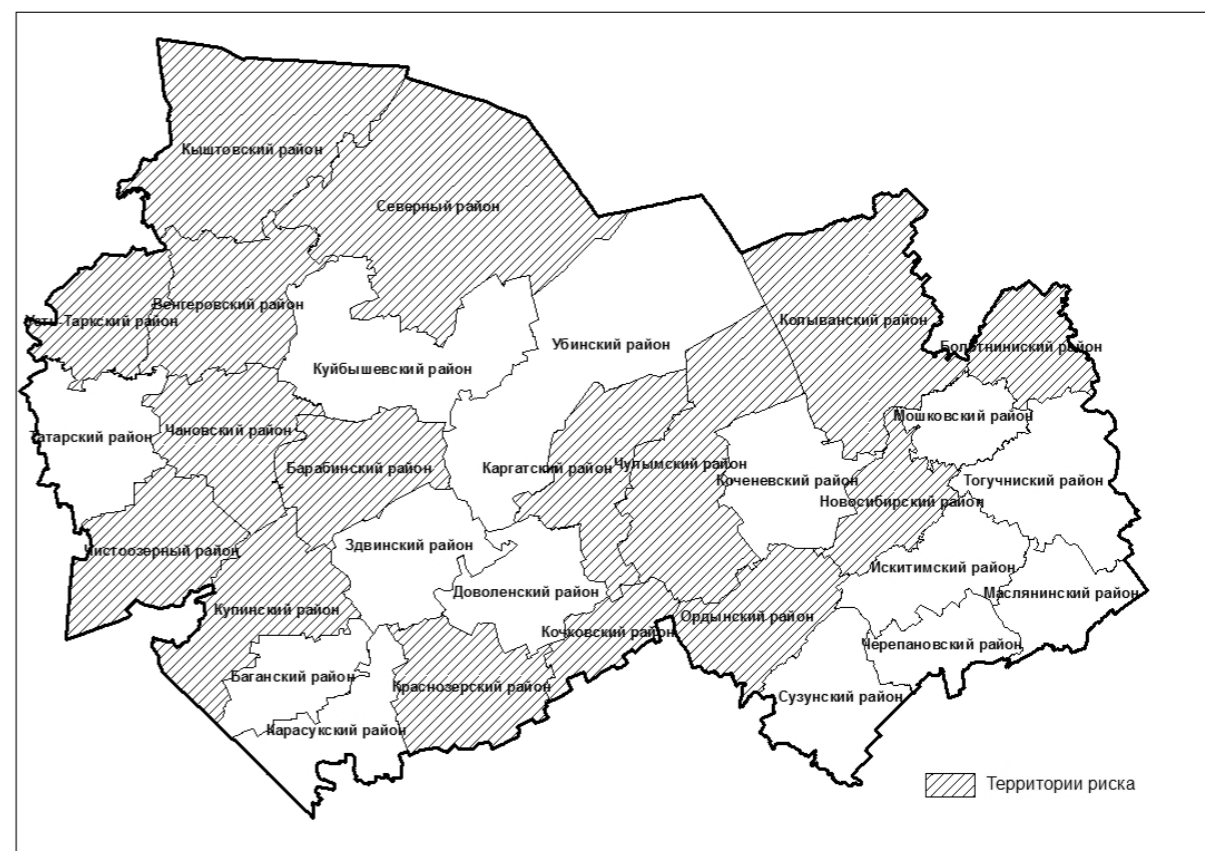 Кыштовский район
Северный район
Венгеровский район
Усть-Таркский район
Колыванский район
Болотниниский район
Убинский район
Куйбышевский район
Мошковский район
Татарский район
Чановский район
Барабинский район
Каргатский район
Чулымский район
Коченевский район
Тогучниский район
Новосибирский район
Чистоозерный район
Здвинский район
Искитимский район
Доволенский район
Маслянинский район
Купинский район
Ордынский район
Кочковский район
Черепановский район
Баганский район
Краснозерский район
Сузунский район
Карасукский район
Территории риска